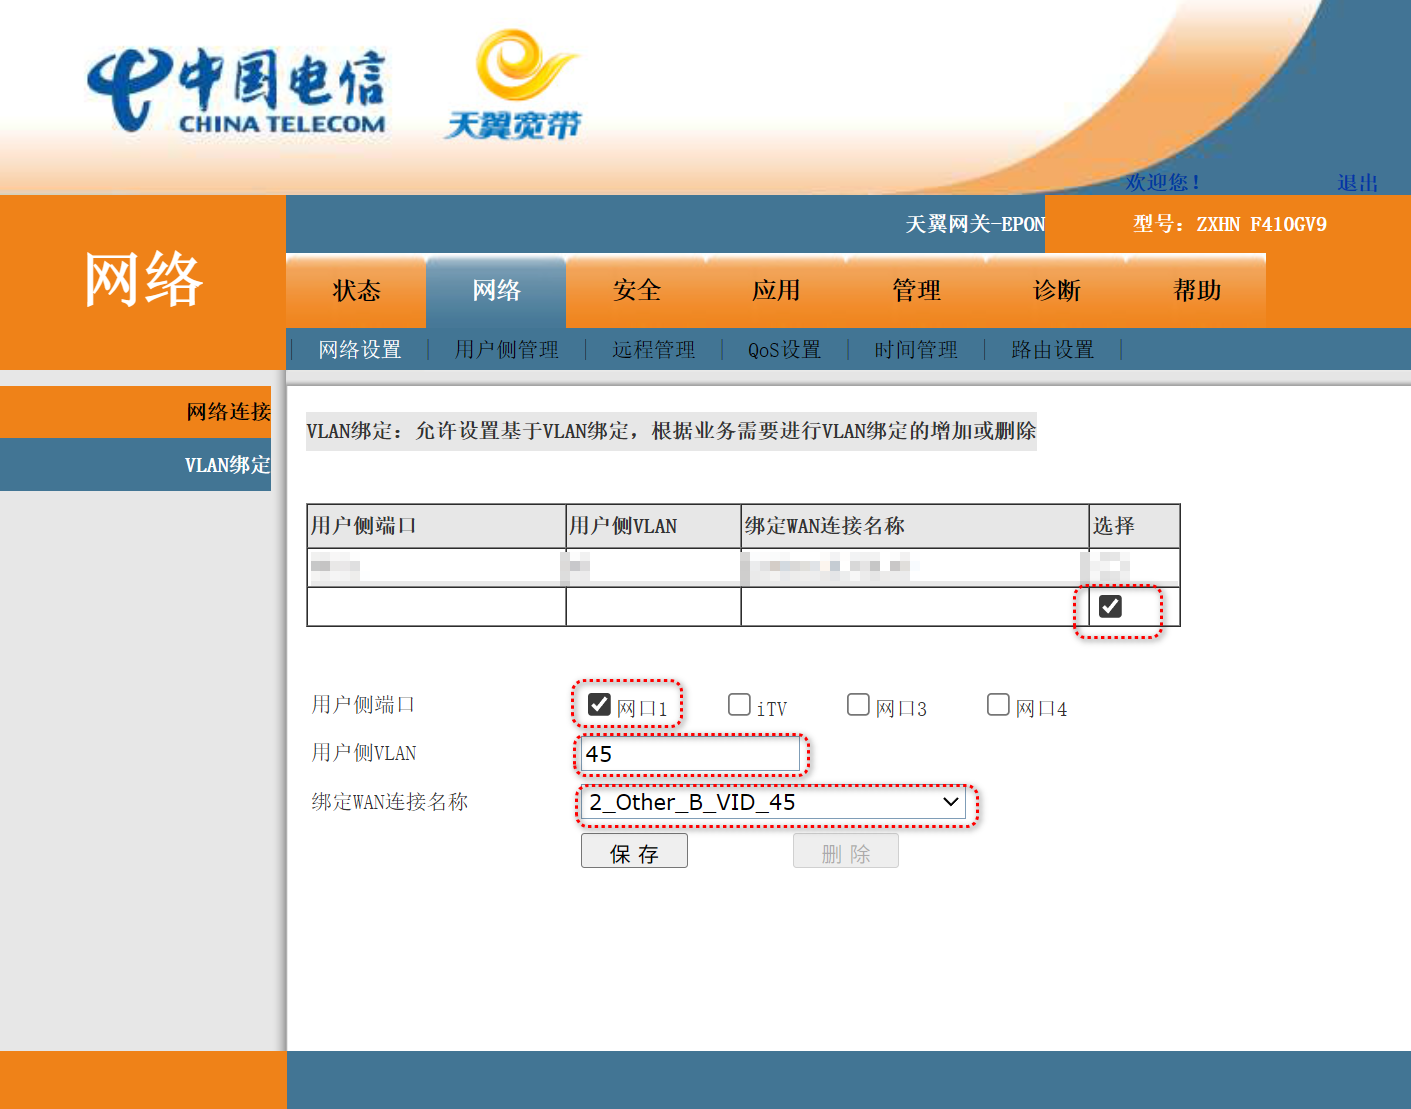 中国电信
CHINA TELECOM
天翼宽带
欢迎您！ 退出
天翼网关-EPON 型号：ZXHN F410GV9
网络
状态 网络 安全 应用 管理 诊断 帮助
网络设置 用户侧管理 远程管理 QoS设置 时间管理 路由设置
网络连接
VLAN绑定
VLAN绑定：允许设置基于VLAN绑定，根据业务需要进行VLAN绑定的增加或删除
用户侧端口 用户侧VLAN 绑定WAN连接名称 选择
用户侧端口 网口1 iTV 网口3 网口4
用户侧VLAN 45
绑定WAN连接名称 2_Other_B_VID_45
保 存 删 除